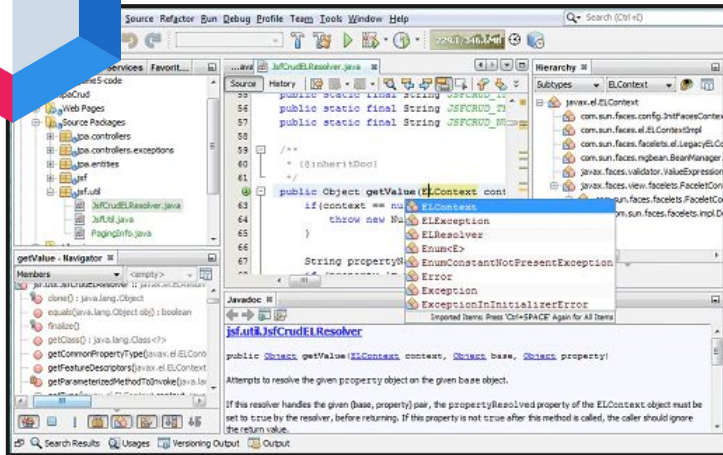 Source Refactor Run Debug Profile Team Tools Window Help
Search (Ctrl+I)
Services Favorit...
JpaCrud
Web Pages
Source Packages
jpa.controllers
jpa.controllers.exceptions
jpa.entities
jsf
jsf.util
JsfCrudELResolver.java
JsfUtil.java
PagingInfo.java
getValue - Navigator
Members
<empty>
clone() : java.lang.Object
equals(java.lang.Object obj) : boolean
finalize()
getClass() : java.lang.Class<?>
getCommonPropertyType(javax.el.ELConte
getFeatureDescriptors(javax.el.ELContext
getParameterizedMethodToInvoke(java.lan
...ava
JsfCrudELResolver.java
Source History
56 public static final String
57 public static final String
58
59 /**
60 * {@inheritDoc}
61 */
public Object getValue(ELContext cont
63 if(context == nu
64 throw new Nu
65 }
66
67 String propertyN
ELContext
ELException
ELResolver
Enum<E>
EnumConstantNotPresentException
Error
Exception
ExceptionInInitializerError
Imported Items; Press 'Ctrl+SPACE' Again for All Items
Hierarchy
Subtypes
ELContext
javax.el.ELContext
com.sun.faces.config.InitFacesContext
com.sun.faces.el.ELContextImpl
com.sun.faces.facelets.el.LegacyELCo
com.sun.faces.mgbean.BeanManager.
javax.faces.validator.ValueExpression
javax.faces.view.facelets.FaceletCont
com.sun.faces.facelets.FaceletCo
com.sun.faces.facelets.impl.De
Javadoc
jsf.util.JsfCrudELResolver
public Object getValue(ELContext context, Object base, Object property)
Attempts to resolve the given property object on the given base object.
If this resolver handles the given (base, property) pair, the propertyResolved property of the ELContext object must be
set to true by the resolver, before returning. If this property is not true after this method is called, the caller should ignore
the return value.
Search Results Usages Versioning Output Output